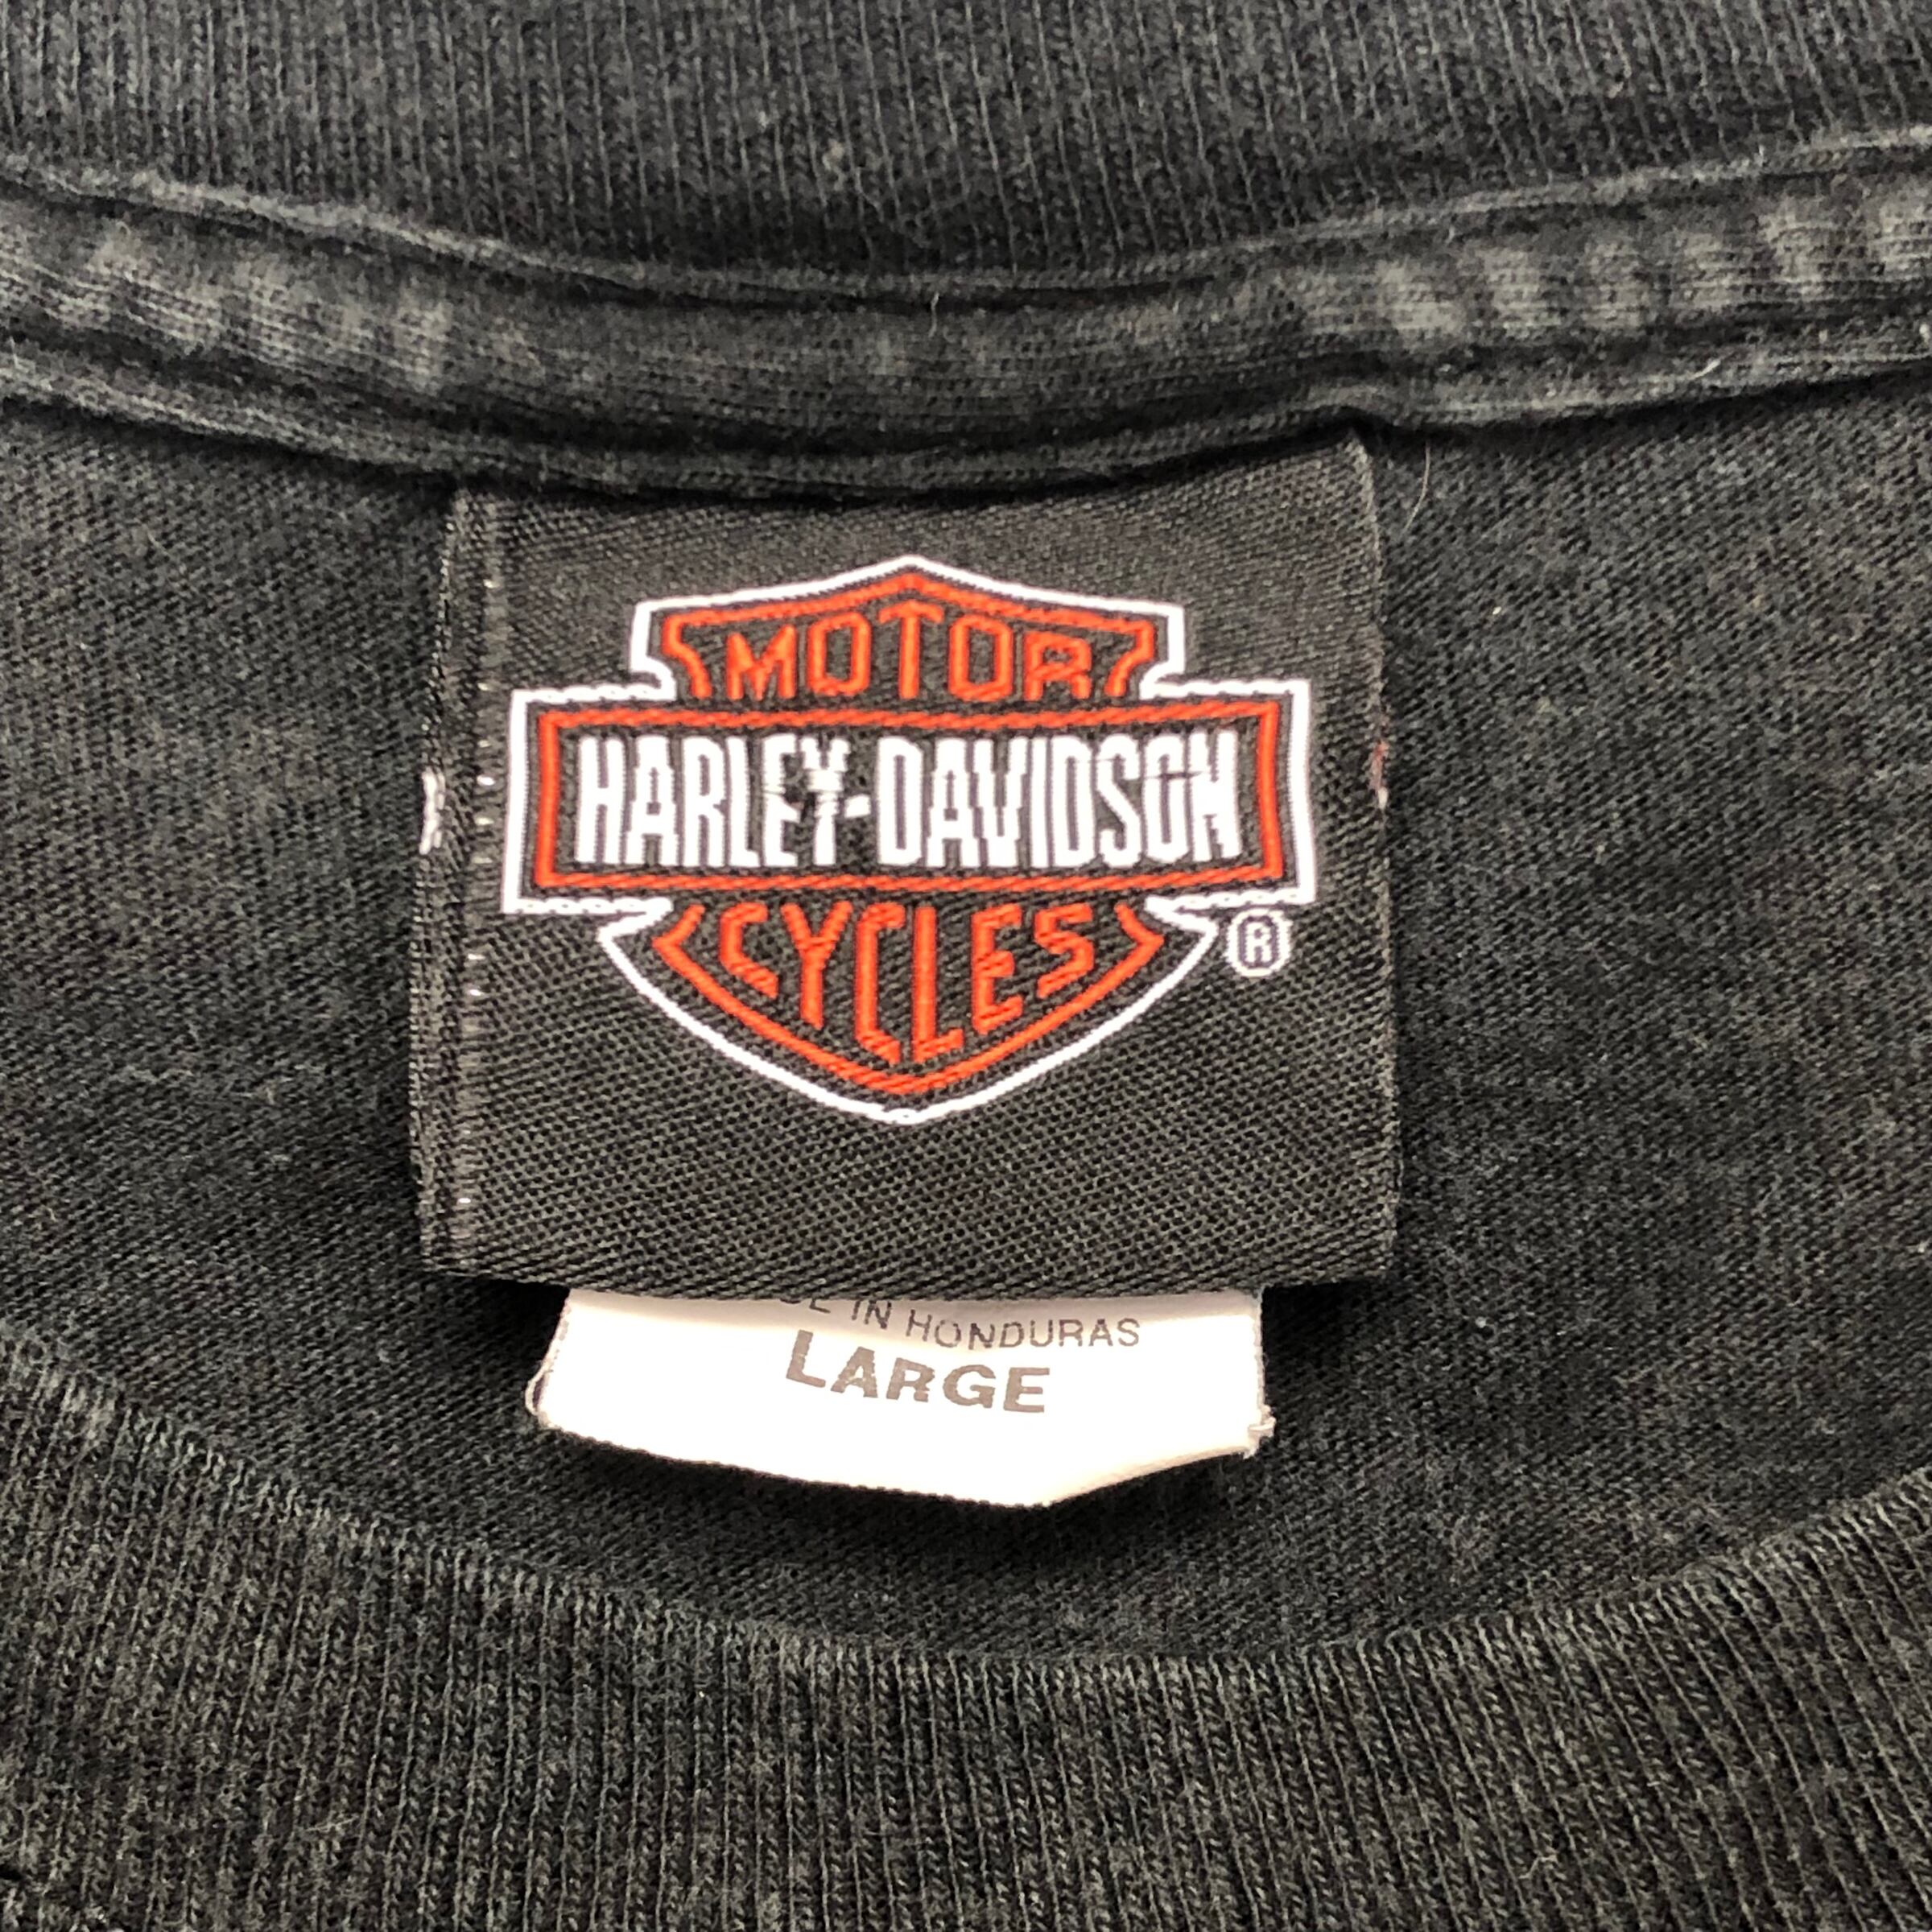 MOTOR
HARLEY-DAVIDSON
CYCLES
®
IN HONDURAS
LARGE